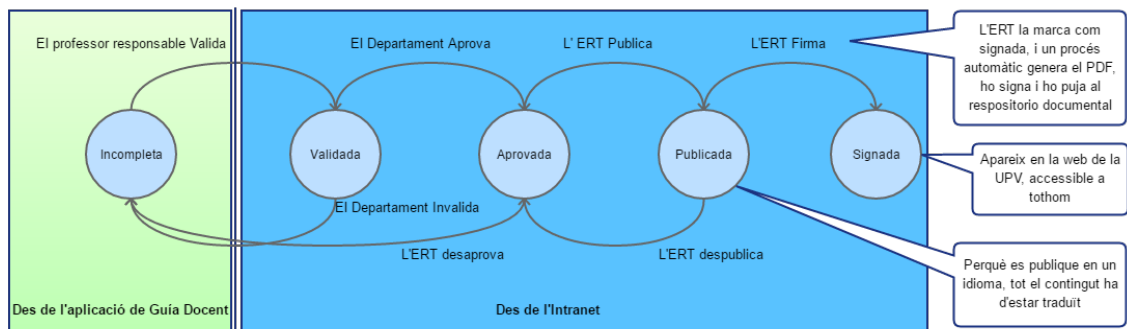 El professor responsable Valida
El Departament Aprova
L' ERT Publica
L'ERT Firma
L'ERT la marca com
signada, i un procés
automàtic genera el PDF,
ho signa i ho puja al
respositorio documental
Incompleta
Validada
Aprovada
Publicada
Signada
Apareix en la web de la
UPV, accessible a
tothom
El Departament Invalida
L'ERT desaprova
L'ERT despublica
Perquè es publique en un
idioma, tot el contingut ha
d'estar traduït
Des de l'aplicació de Guía Docent
Des de l'Intranet